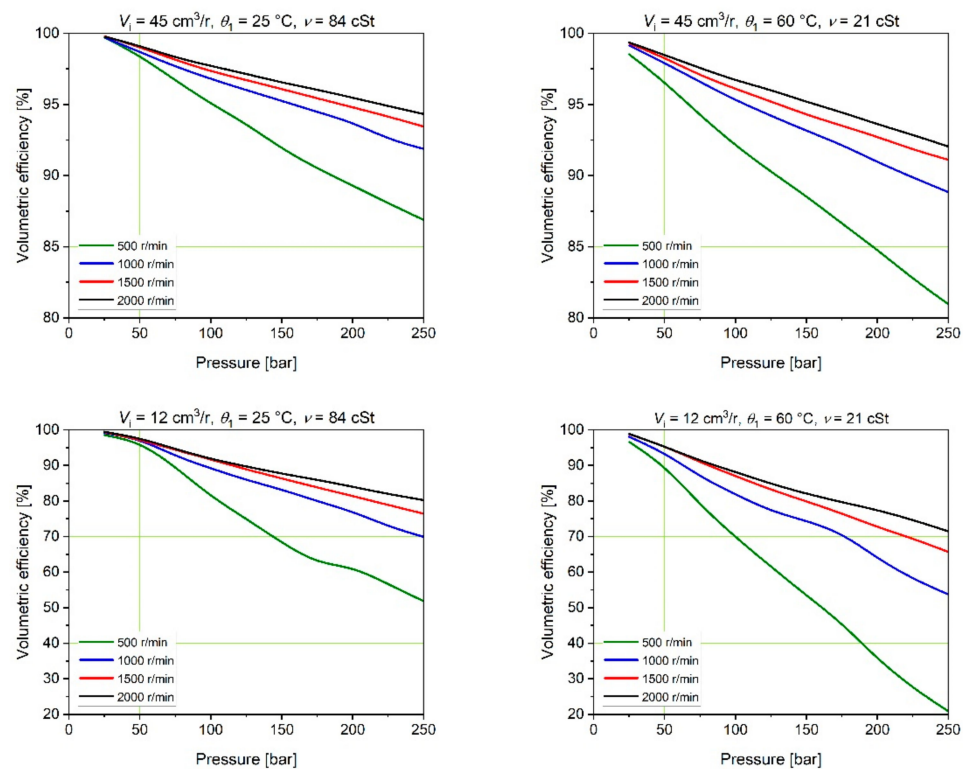 Vᵢ = 45 cm³/r, θ₁ = 25 °C, ν = 84 cSt
100
95
90
85
80
Volumetric efficiency [%]
500 r/min
1000 r/min
1500 r/min
2000 r/min
0 50 100 150 200 250
Pressure [bar]
Vᵢ = 45 cm³/r, θ₁ = 60 °C, ν = 21 cSt
100
95
90
85
80
Volumetric efficiency [%]
500 r/min
1000 r/min
1500 r/min
2000 r/min
0 50 100 150 200 250
Pressure [bar]
Vᵢ = 12 cm³/r, θ₁ = 25 °C, ν = 84 cSt
100
90
80
70
60
50
40
30
20
Volumetric efficiency [%]
500 r/min
1000 r/min
1500 r/min
2000 r/min
0 50 100 150 200 250
Pressure [bar]
Vᵢ = 12 cm³/r, θ₁ = 60 °C, ν = 21 cSt
100
90
80
70
60
50
40
30
20
Volumetric efficiency [%]
500 r/min
1000 r/min
1500 r/min
2000 r/min
0 50 100 150 200 250
Pressure [bar]